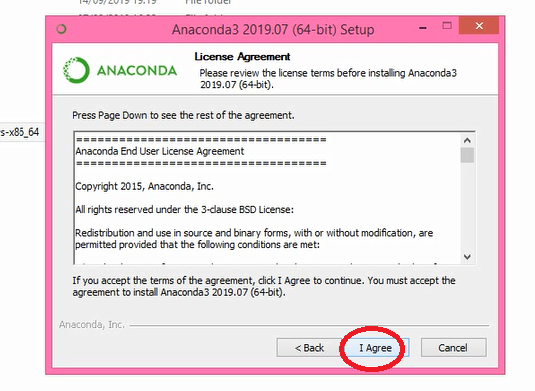 14/09/2019 19:19
File folder
Anaconda3 2019.07 (64-bit) Setup
ANACONDA
License Agreement
Please review the license terms before installing Anaconda3
2019.07 (64-bit).
Press Page Down to see the rest of the agreement.
===================================
Anaconda End User License Agreement
===================================
Copyright 2015, Anaconda, Inc.
All rights reserved under the 3-clause BSD License:
Redistribution and use in source and binary forms, with or without modification, are
permitted provided that the following conditions are met:
If you accept the terms of the agreement, click I Agree to continue. You must accept the
agreement to install Anaconda3 2019.07 (64-bit).
Anaconda, Inc.
< Back
I Agree
Cancel
rs-x86_64